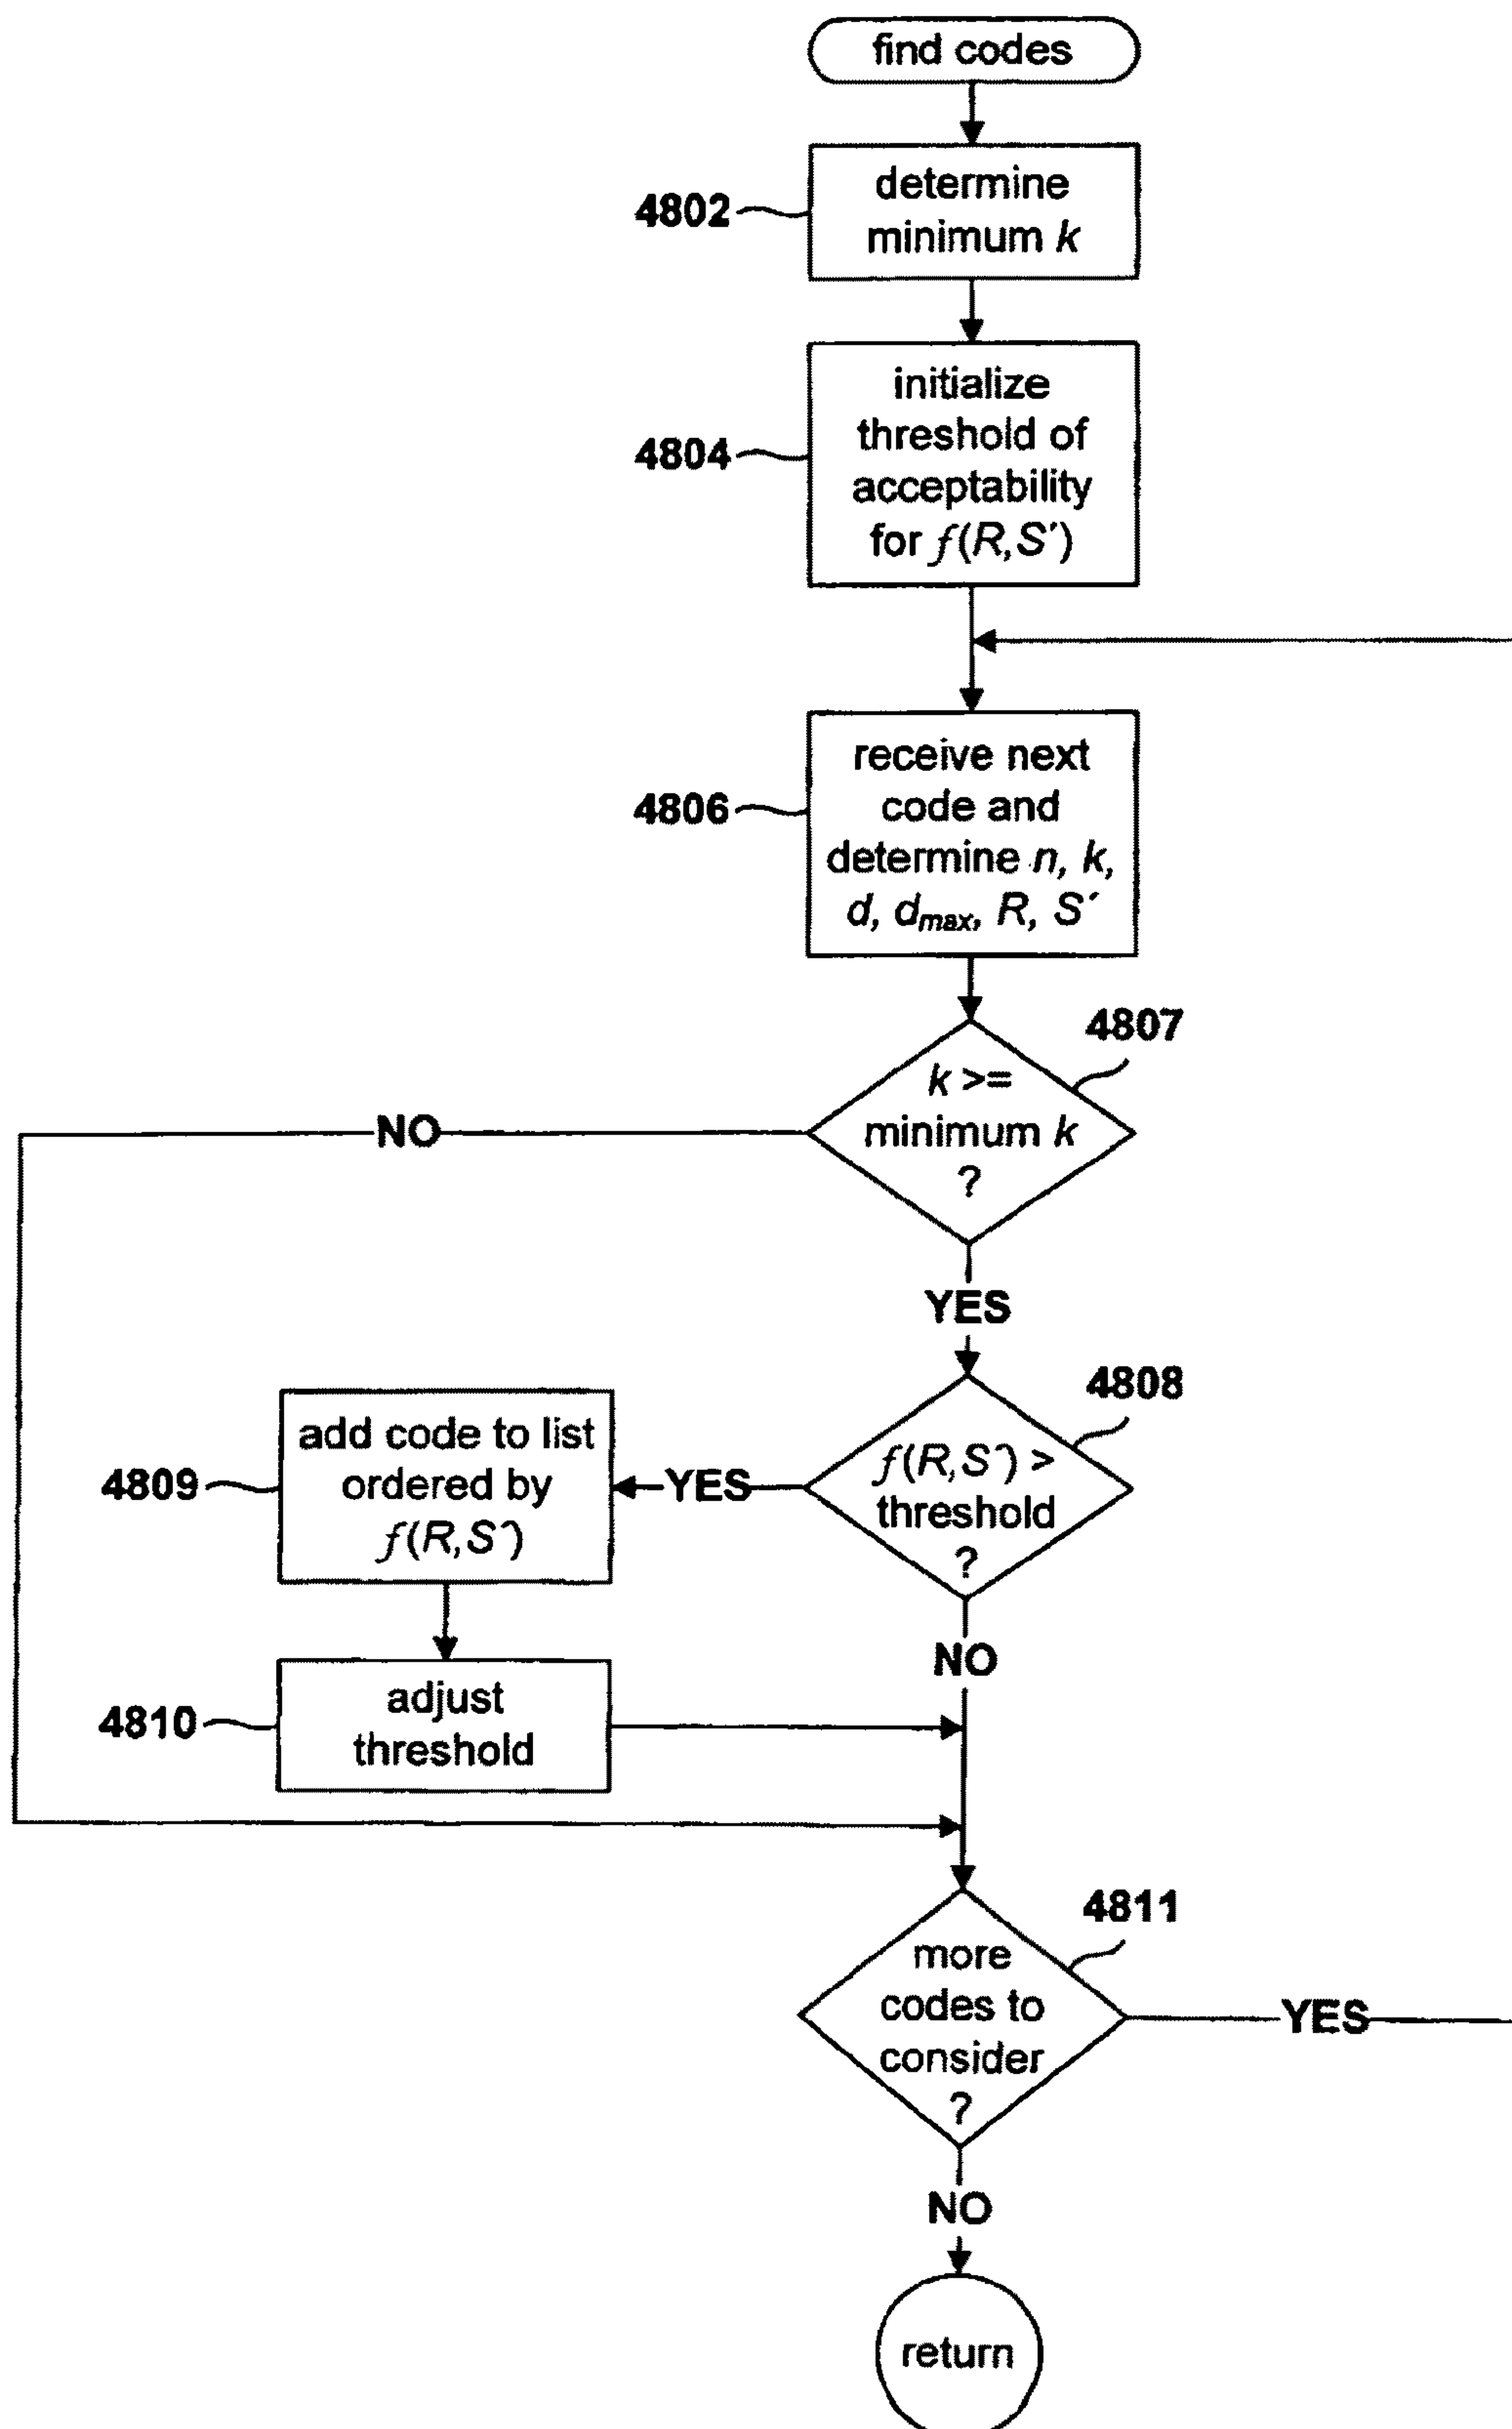 find codes
determine
minimum k
4802
initialize
threshold of
acceptability
for f(R,S′)
4804
receive next
code and
determine n, k,
d, dmax, R, S′
4806
4807
k >=
minimum k
?
NO
YES
4808
f(R,S′) >
threshold
?
YES
add code to list
ordered by
f(R,S′)
4809
NO
adjust
threshold
4810
4811
more
codes to
consider
?
YES
NO
return